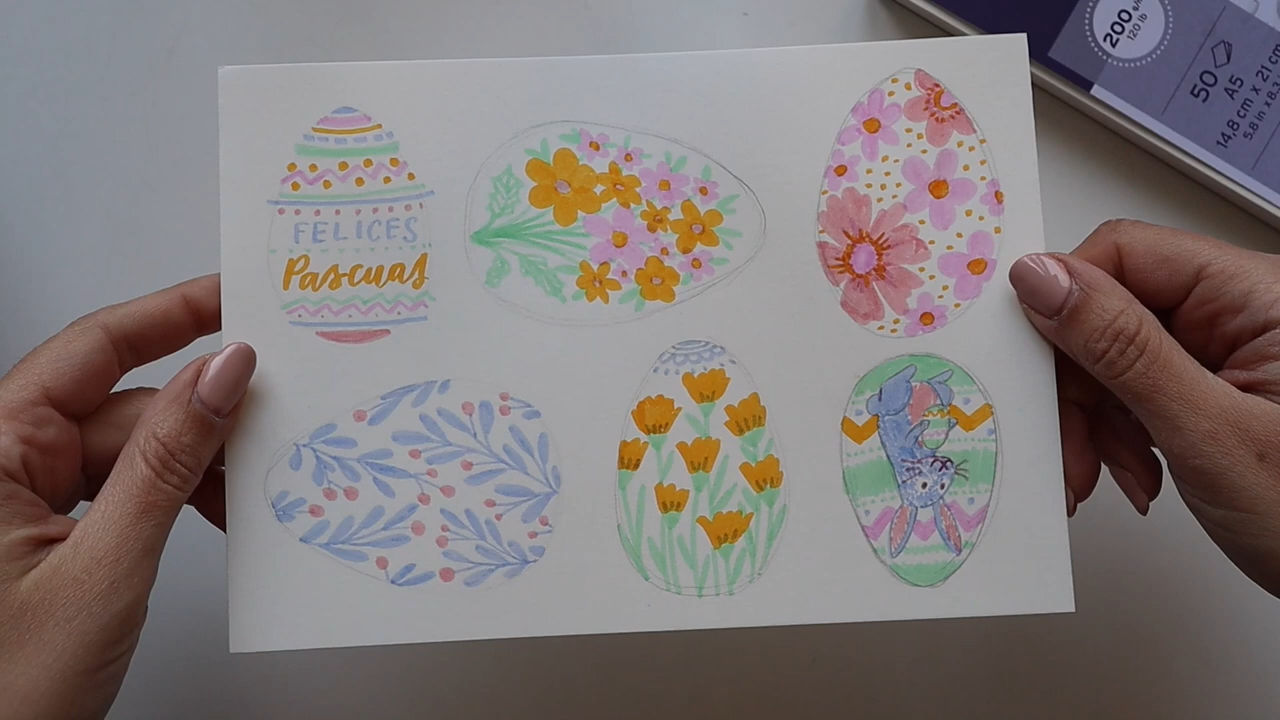 FELICES
Pascuas
200 g/m
120 lb
50
A5
14,8 cm x 21 cm
5.8 in x 8.3